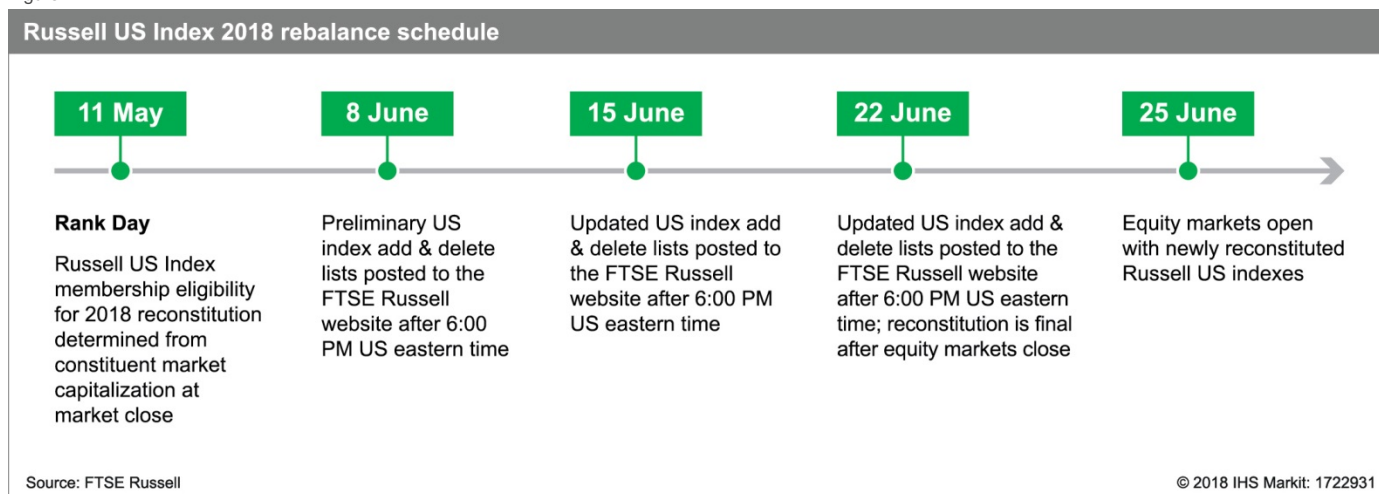 Russell US Index 2018 rebalance schedule
11 May
8 June
15 June
22 June
25 June
Rank Day
Russell US Index
membership eligibility
for 2018 reconstitution
determined from
constituent market
capitalization at
market close
Preliminary US
index add & delete
lists posted to the
FTSE Russell
website after 6:00
PM US eastern time
Updated US index add
& delete lists posted to
the FTSE Russell
website after 6:00 PM
US eastern time
Updated US index add &
delete lists posted to the
FTSE Russell website
after 6:00 PM US eastern
time; reconstitution is final
after equity markets close
Equity markets open
with newly reconstituted
Russell US indexes
Source: FTSE Russell
© 2018 IHS Markit: 1722931